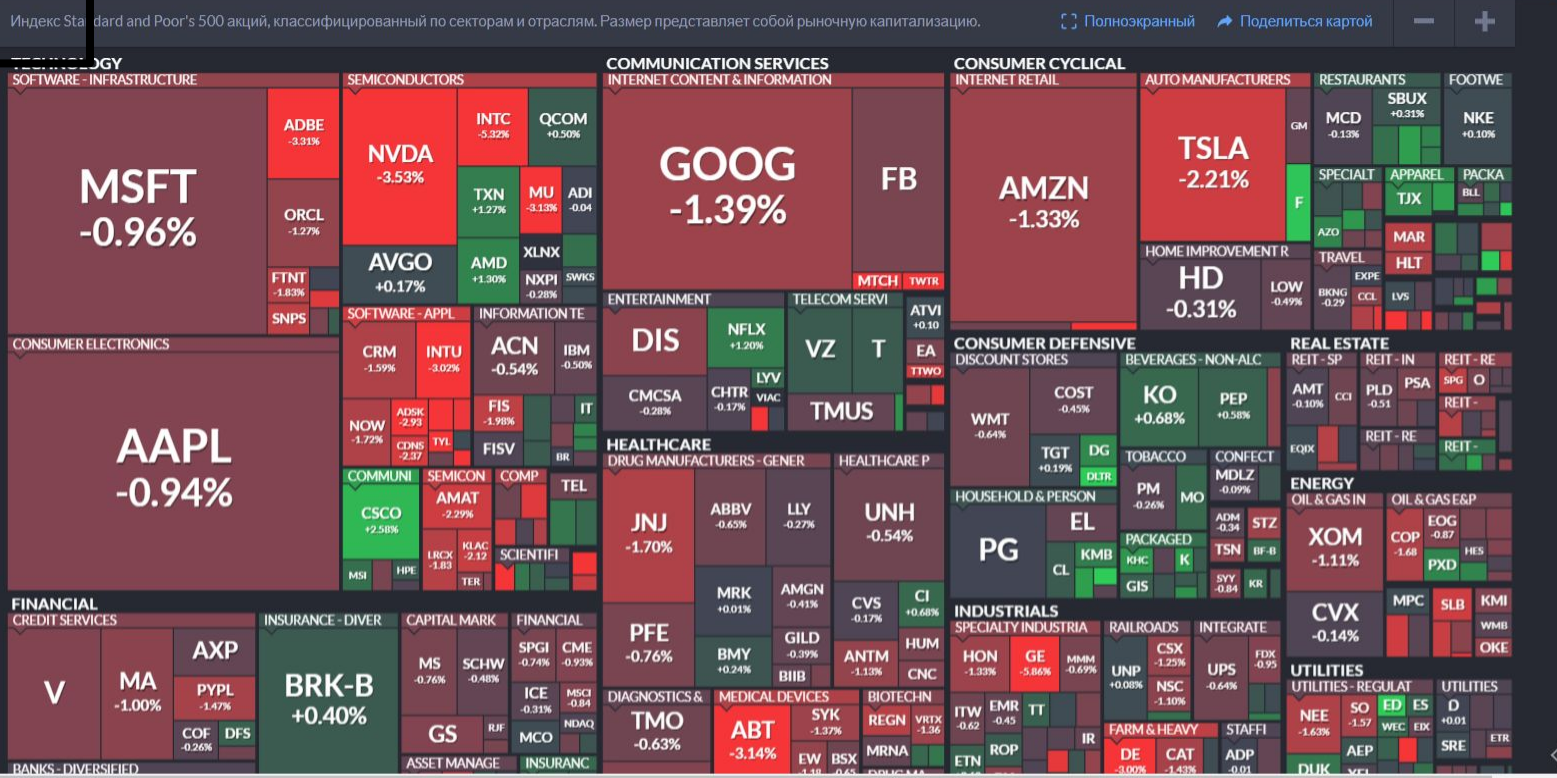 Индекс Standard and Poor's 500 акций, классифицированный по секторам и отраслям. Размер представляет собой рыночную капитализацию.
Полноэкранный
Поделиться картой
TECHNOLOGY
SOFTWARE - INFRASTRUCTURE
MSFT
-0.96%
ADBE
-3.31%
ORCL
-1.27%
FTNT
-1.83%
SNPS
SEMICONDUCTORS
NVDA
-3.53%
INTC
-5.32%
QCOM
+0.50%
TXN
+1.27%
MU
-3.13%
ADI
-0.04
AVGO
+0.17%
AMD
+1.30%
XLNX
NXPI
-0.28%
SWKS
CONSUMER ELECTRONICS
AAPL
-0.94%
SOFTWARE - APPL
CRM
-1.59%
INTU
-3.02%
NOW
-1.72%
ADSK
-2.93
CDNS
-2.37
TYL
INFORMATION TE
ACN
-0.54%
IBM
-0.50%
FIS
-1.98%
IT
FISV
BR
COMMUNI
CSCO
+2.58%
MSI
HPE
SEMICON
AMAT
-2.29%
LRCX
-1.83
KLAC
-2.12
TER
COMP
TEL
SCIENTIFI
COMMUNICATION SERVICES
INTERNET CONTENT & INFORMATION
GOOG
-1.39%
FB
MTCH
TWTR
ENTERTAINMENT
DIS
NFLX
+1.20%
CMCSA
-0.28%
CHTR
-0.17%
LYV
VIAC
TELECOM SERVI
VZ
T
TMUS
ATVI
+0.10
EA
TTWO
CONSUMER CYCLICAL
INTERNET RETAIL
AMZN
-1.33%
AUTO MANUFACTURERS
TSLA
-2.21%
GM
F
RESTAURANTS
MCD
-0.13%
SBUX
+0.31%
FOOTWE
NKE
+0.10%
SPECIALT
AZO
APPAREL
TJX
PACKA
BLL
MAR
HLT
HOME IMPROVEMENT R
HD
-0.31%
LOW
-0.49%
TRAVEL
BKNG
-0.29
EXPE
CCL
LVS
CONSUMER DEFENSIVE
DISCOUNT STORES
WMT
-0.64%
COST
-0.45%
TGT
+0.19%
DG
DLTR
BEVERAGES - NON-ALC
KO
+0.68%
PEP
+0.58%
TOBACCO
PM
-0.26%
MO
CONFECT
MDLZ
-0.09%
HOUSEHOLD & PERSON
PG
EL
CL
KMB
PACKAGED
KHC
K
GIS
ADM
-0.34
STZ
TSN
BF-B
SYY
-0.84
KR
REAL ESTATE
REIT - SP
AMT
-0.10%
CCI
EQIX
REIT - IN
PLD
-0.51
PSA
REIT - RE
REIT - RE
SPG
O
REIT -
REIT -
ENERGY
OIL & GAS IN
XOM
-1.11%
CVX
-0.14%
OIL & GAS E&P
COP
-1.68
EOG
-0.87
HES
PXD
MPC
SLB
KMI
WMB
OKE
HEALTHCARE
DRUG MANUFACTURERS - GENER
JNJ
-1.70%
ABBV
-0.65%
LLY
-0.27%
PFE
-0.76%
MRK
+0.01%
AMGN
-0.41%
BMY
+0.24%
GILD
-0.39%
BIIB
HEALTHCARE P
UNH
-0.54%
CVS
-0.17%
CI
+0.68%
ANTM
-1.13%
HUM
CNC
DIAGNOSTICS &
TMO
-0.63%
MEDICAL DEVICES
ABT
-3.14%
SYK
-1.37%
EW
-1.18
BSX
-0.65
BIOTECHN
REGN
VRTX
-1.36
MRNA
DRUG MA
FINANCIAL
CREDIT SERVICES
V
MA
-1.00%
AXP
PYPL
-1.47%
COF
-0.26%
DFS
BANKS - DIVERSIFIED
INSURANCE - DIVER
BRK-B
+0.40%
CAPITAL MARK
MS
-0.76%
SCHW
-0.48%
GS
RJF
ASSET MANAGE
FINANCIAL
SPGI
-0.74%
CME
-0.93%
ICE
-0.31%
MSCI
-0.84
MCO
NDAQ
INSURANC
INDUSTRIALS
SPECIALTY INDUSTRIA
HON
-1.33%
GE
-5.86%
MMM
-0.69%
ITW
-0.62
EMR
-0.45
TT
ETN
ROP
IR
RAILROADS
UNP
+0.08%
CSX
-1.25%
NSC
-1.10%
INTEGRATE
UPS
-0.64%
FDX
-0.95
FARM & HEAVY
DE
-3.00%
CAT
-1.43%
STAFFI
ADP
-0.01
UTILITIES
UTILITIES - REGULAT
NEE
-1.63%
SO
-1.57
ED
ES
WEC
EIX
AEP
DUK
XEL
UTILITIES
D
+0.01
SRE
ETR